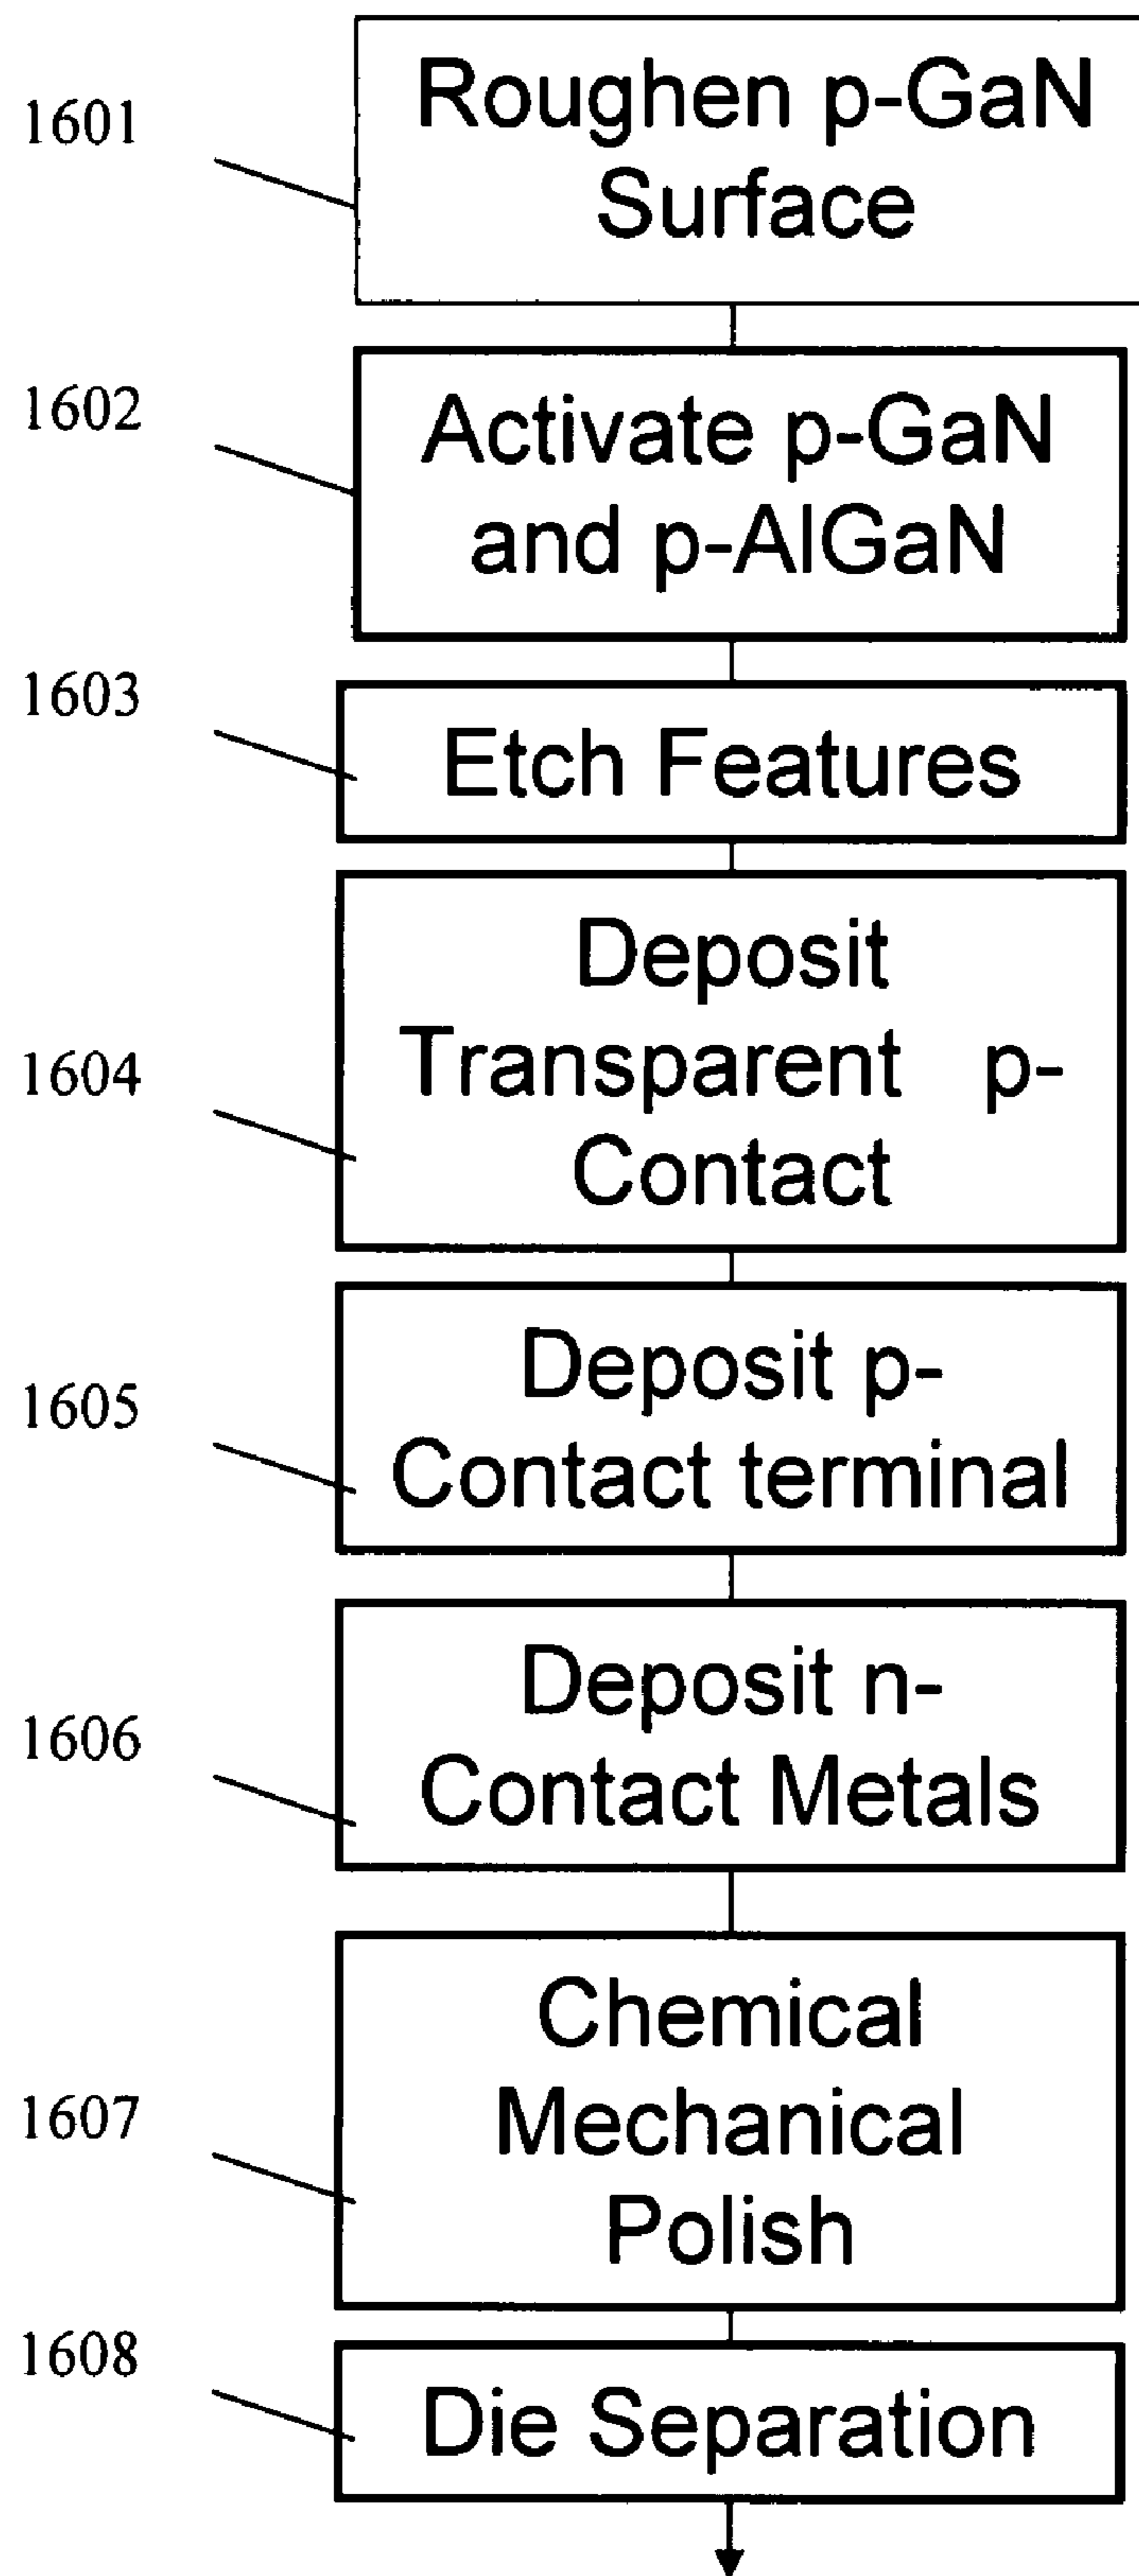 1601
Roughen p-GaN
Surface
1602
Activate p-GaN
and p-AlGaN
1603
Etch Features
Deposit
1604
Transparent p-
Contact
Deposit p-
1605
Contact terminal
Deposit n-
1606
Contact Metals
Chemical
1607
Mechanical
Polish
1608
Die Separation